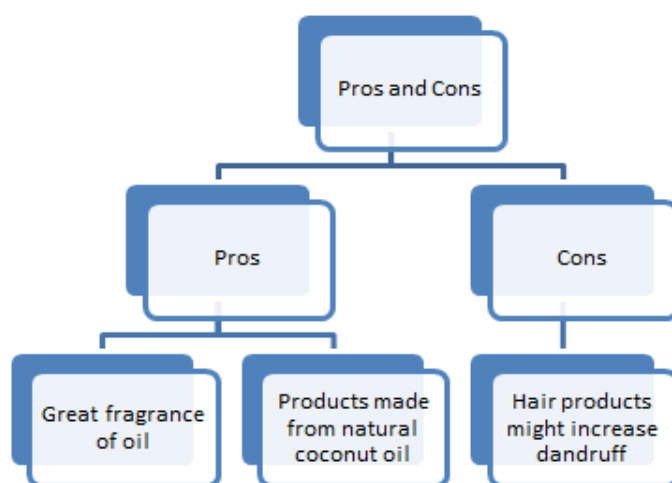 Pros and Cons
Pros
Cons
Great fragrance
of oil
Products made
from natural
coconut oil
Hair products
might increase
dandruff